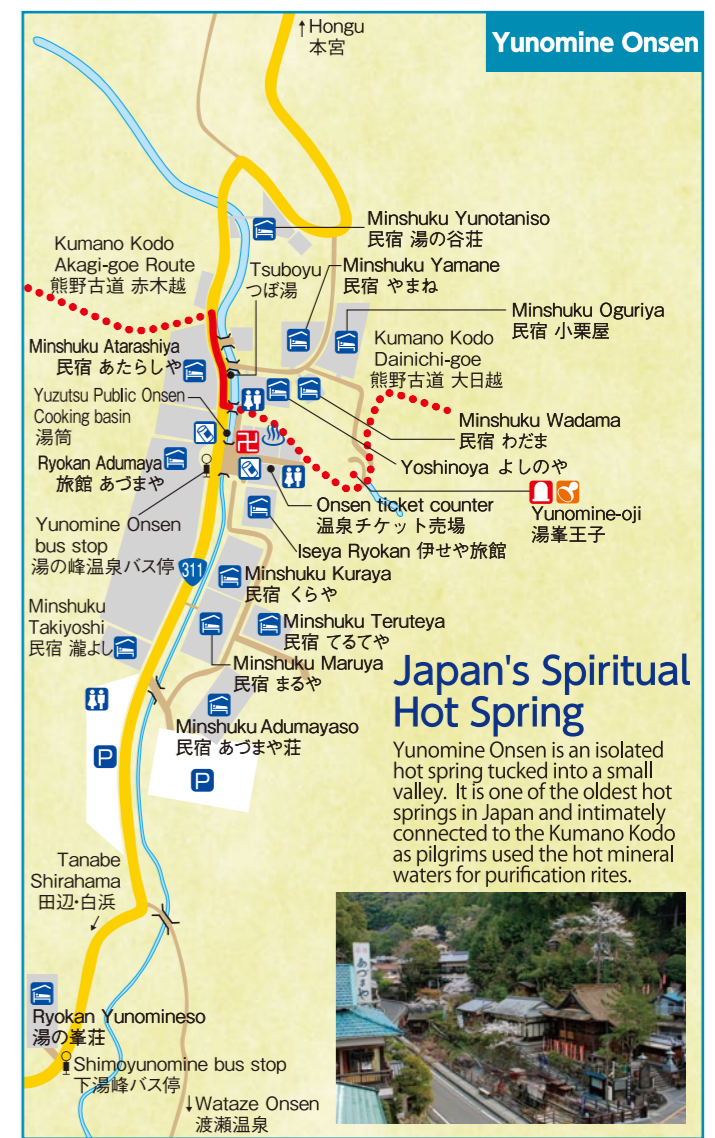 Yunomine Onsen
↑Hongu
本宮
Minshuku Yunotaniso
民宿 湯の谷荘
Kumano Kodo
Akagi-goe Route
熊野古道 赤木越
Tsuboyu
つぼ湯
Minshuku Yamane
民宿 やまね
Minshuku Oguriya
民宿 小栗屋
Kumano Kodo
Dainichi-goe
熊野古道 大日越
Minshuku Atarashiya
民宿 あたらしや
Yuzutsu Public Onsen
Cooking basin
湯筒
Minshuku Wadama
民宿 わだま
Yoshinoya よしのや
Ryokan Adumaya
旅館 あづまや
Onsen ticket counter
温泉チケット売場
Yunomine-oji
湯峯王子
Yunomine Onsen
bus stop
湯の峰温泉バス停
Iseya Ryokan 伊せや旅館
311
Minshuku Kuraya
民宿 くらや
Minshuku
Takiyoshi
民宿 瀧よし
Minshuku Teruteya
民宿 てるてや
Minshuku Maruya
民宿 まるや
Minshuku Adumayaso
民宿 あづまや荘
P
P
Japan's Spiritual
Hot Spring
Yunomine Onsen is an isolated
hot spring tucked into a small
valley. It is one of the oldest hot
springs in Japan and intimately
connected to the Kumano Kodo
as pilgrims used the hot mineral
waters for purification rites.
Tanabe
Shirahama
田辺・白浜
Ryokan Yunomineso
湯の峯荘
Shimoyunomine bus stop
下湯峰バス停
↓Wataze Onsen
渡瀬温泉
あづまや